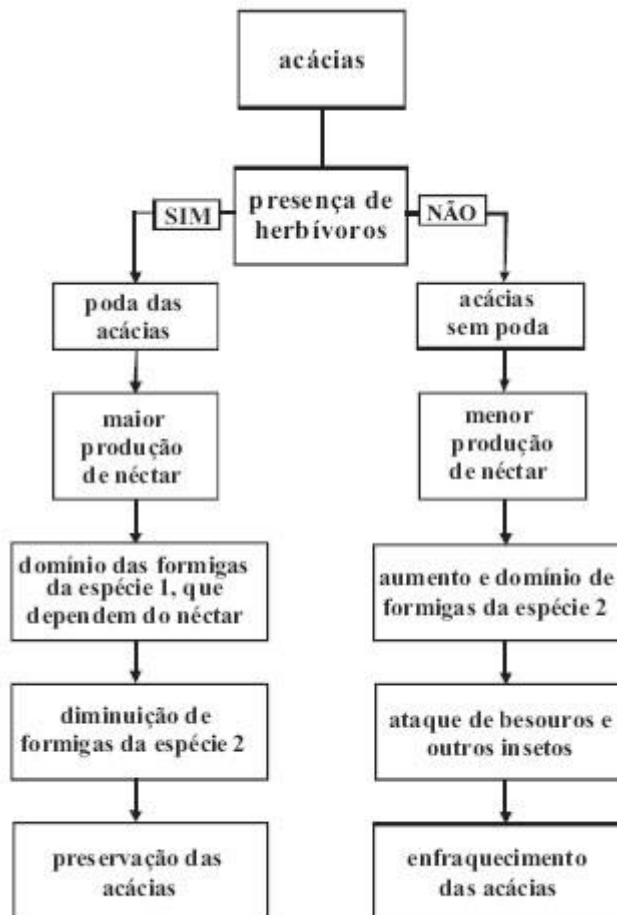 acácias
presença de
herbívoros
SIM
NÃO
poda das
acácias
maior
produção
de néctar
domínio das formigas
da espécie 1, que
dependem do néctar
diminuição de
formigas da espécie 2
preservação das
acácias
acácias
sem poda
menor
produção
de néctar
aumento e domínio de
formigas da espécie 2
ataque de besouros e
outros insetos
enfraquecimento
das acácias